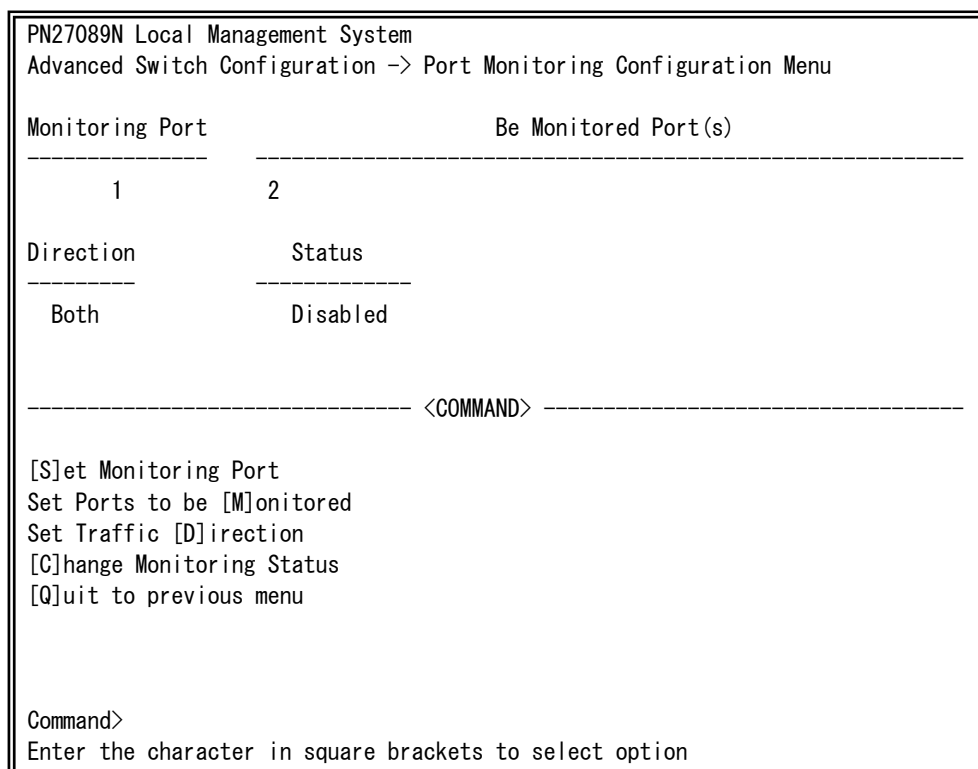 PN27089N Local Management System
Advanced Switch Configuration -> Port Monitoring Configuration Menu
Monitoring Port                        Be Monitored Port(s)
---------------    -----------------------------------------------------------
1            2
Direction             Status
---------          -------------
Both                Disabled
-------------------------------- <COMMAND> -----------------------------------
[S]et Monitoring Port
Set Ports to be [M]onitored
Set Traffic [D]irection
[C]hange Monitoring Status
[Q]uit to previous menu
Command>
Enter the character in square brackets to select option